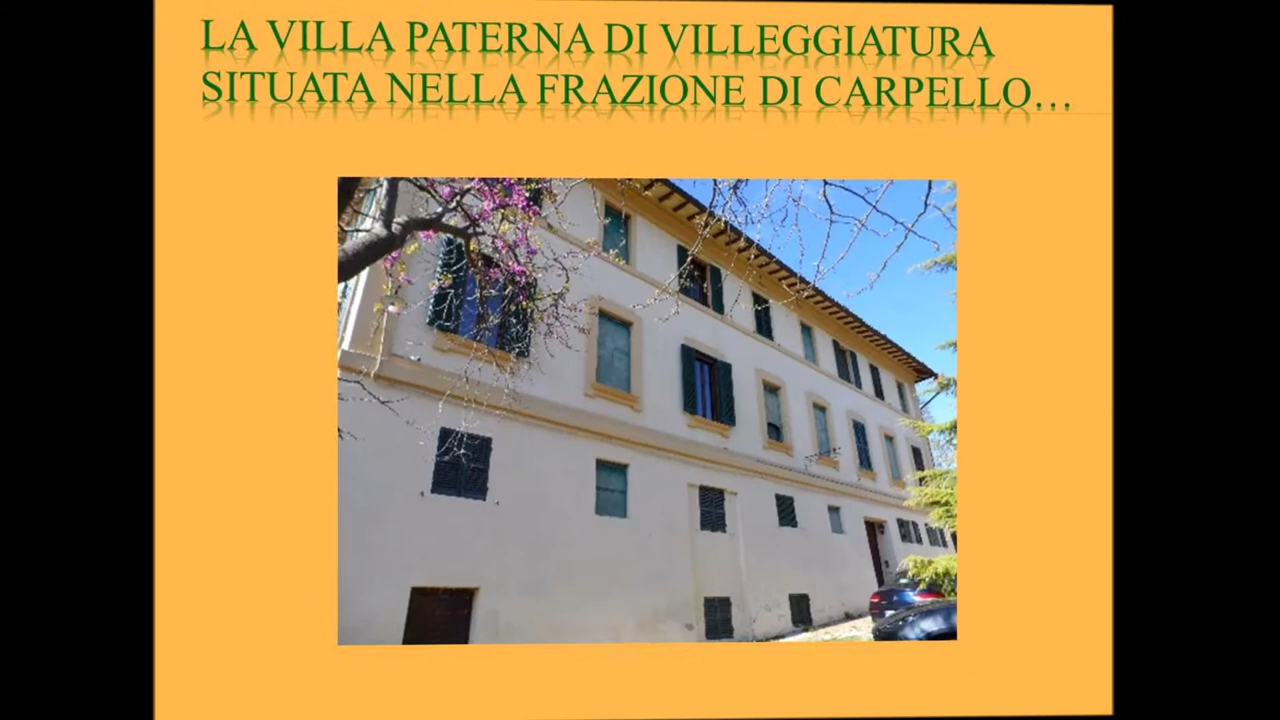 LA VILLA PATERNA DI VILLEGGIATURA
SITUATA NELLA FRAZIONE DI CARPELLO…